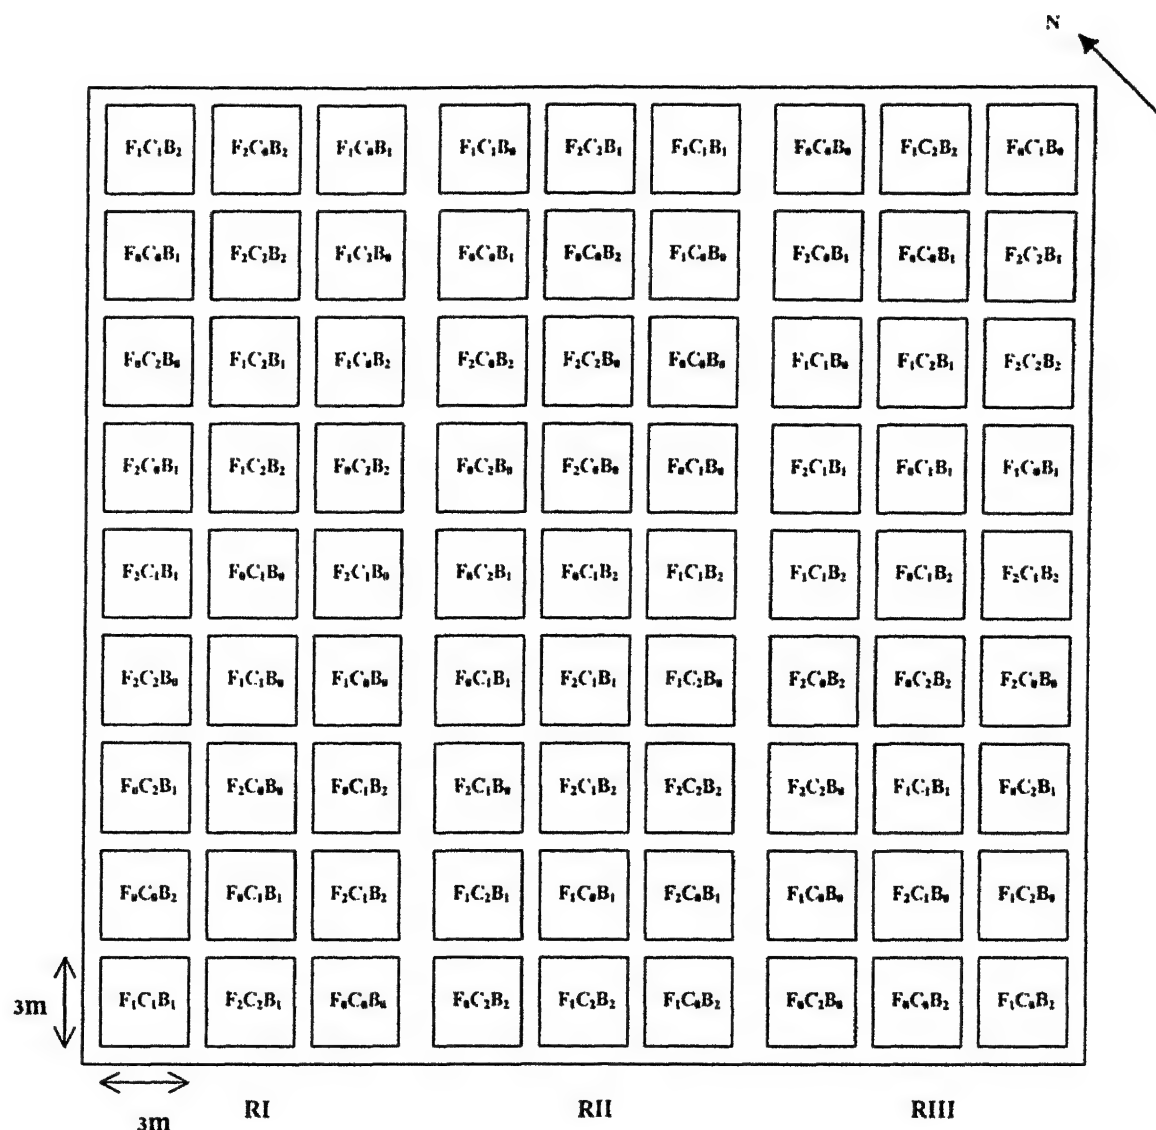 N
F₁C₁B₂ F₂C₀B₂ F₁C₀B₁ F₁C₁B₀ F₂C₂B₁ F₁C₁B₁ F₀C₀B₀ F₁C₂B₂ F₀C₁B₀
F₀C₀B₁ F₂C₂B₂ F₁C₂B₀ F₀C₀B₁ F₀C₀B₂ F₁C₀B₀ F₂C₀B₁ F₀C₀B₁ F₂C₂B₁
F₀C₂B₀ F₁C₂B₁ F₁C₀B₂ F₂C₀B₂ F₂C₂B₀ F₀C₀B₀ F₁C₁B₀ F₁C₂B₁ F₂C₂B₂
F₂C₀B₁ F₁C₂B₂ F₀C₂B₂ F₀C₂B₀ F₂C₀B₀ F₀C₁B₀ F₂C₁B₁ F₀C₁B₁ F₁C₀B₁
F₂C₁B₁ F₀C₁B₀ F₂C₁B₀ F₀C₂B₁ F₀C₁B₂ F₁C₁B₂ F₁C₁B₂ F₀C₁B₂ F₂C₁B₂
F₂C₂B₀ F₁C₁B₀ F₁C₀B₀ F₀C₁B₁ F₂C₁B₁ F₁C₂B₀ F₂C₀B₂ F₀C₂B₂ F₂C₀B₀
F₀C₂B₁ F₂C₀B₀ F₀C₁B₂ F₂C₁B₀ F₂C₁B₂ F₂C₂B₂ F₂C₂B₀ F₁C₁B₁ F₀C₂B₁
F₀C₀B₂ F₀C₁B₁ F₂C₁B₂ F₁C₂B₁ F₁C₀B₁ F₂C₀B₁ F₁C₀B₀ F₂C₁B₀ F₁C₂B₀
3m F₁C₁B₁ F₂C₂B₁ F₀C₀B₀ F₀C₂B₂ F₁C₂B₂ F₁C₀B₂ F₀C₂B₀ F₀C₀B₂ F₁C₀B₂
3m RI RII RIII